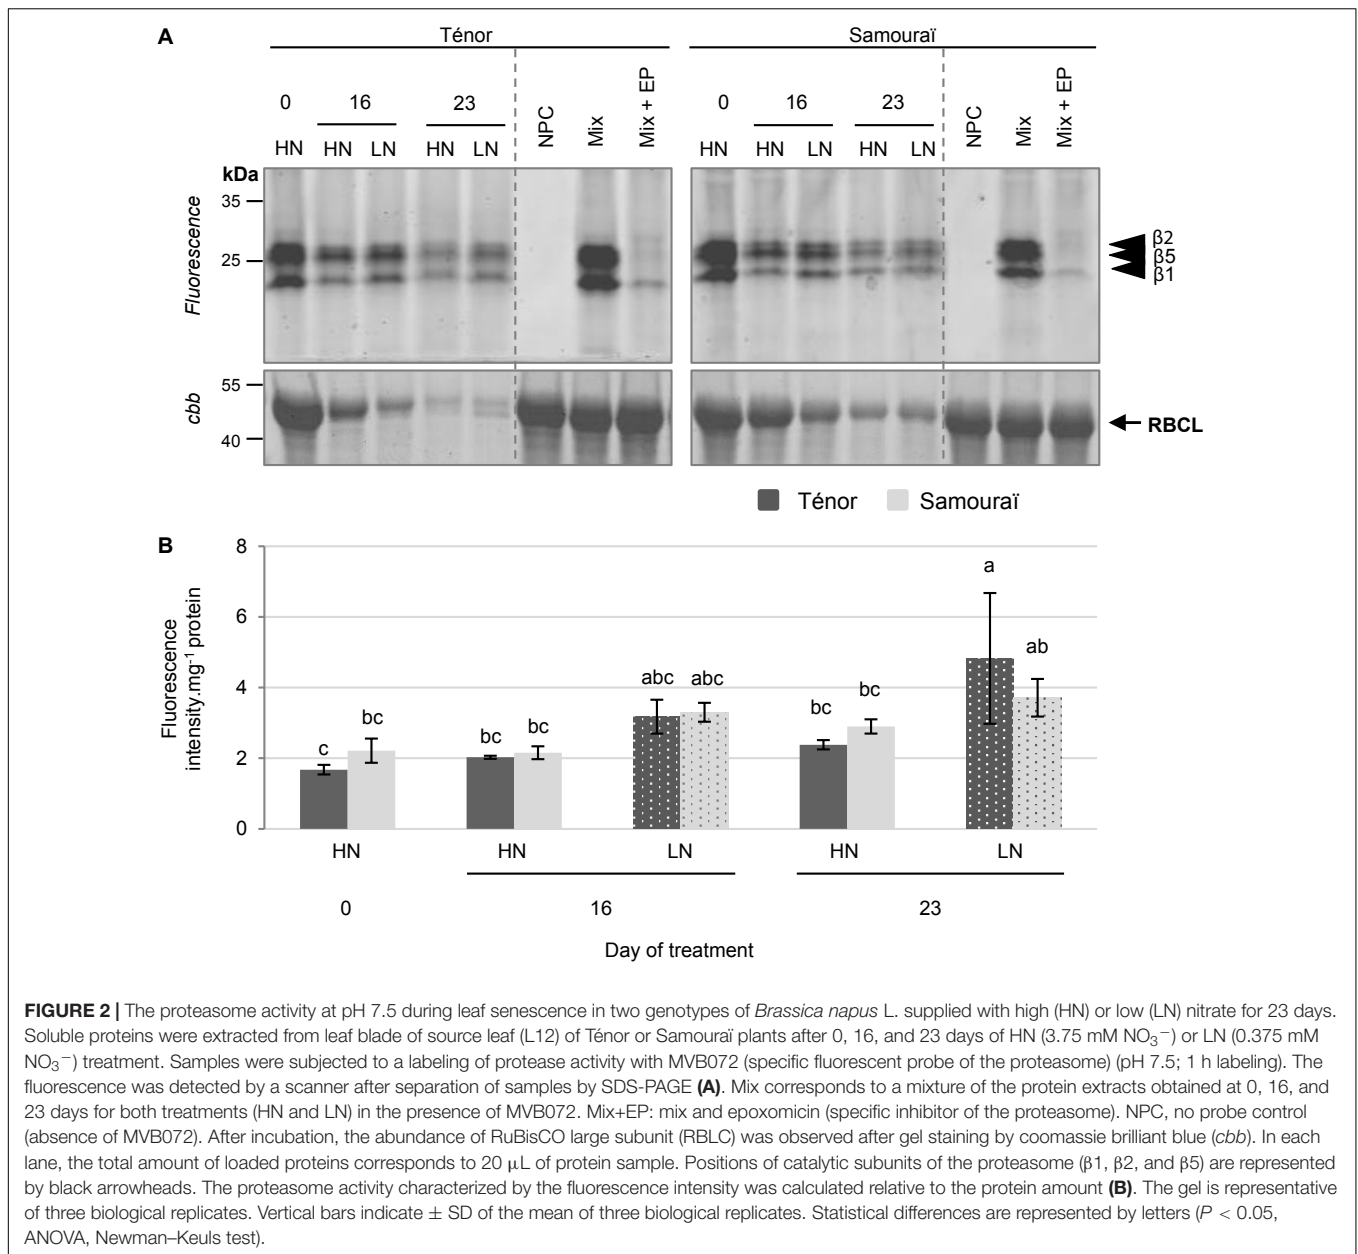 A
Ténor
Samouraï
0 16 23 NPC Mix Mix + EP 0 16 23 NPC Mix Mix + EP
HN HN LN HN LN HN HN LN HN LN
kDa
35
25
Fluorescence
β2
β5
β1
55
40
cbb
RBCL
Ténor Samouraï
B
Fluorescence
intensity.mg⁻¹ protein
8
6
4
2
0
c bc bc bc abc abc bc bc a ab
HN HN LN HN LN
0 16 23
Day of treatment
FIGURE 2 | The proteasome activity at pH 7.5 during leaf senescence in two genotypes of Brassica napus L. supplied with high (HN) or low (LN) nitrate for 23 days.
Soluble proteins were extracted from leaf blade of source leaf (L12) of Ténor or Samouraï plants after 0, 16, and 23 days of HN (3.75 mM NO₃⁻) or LN (0.375 mM
NO₃⁻) treatment. Samples were subjected to a labeling of protease activity with MVB072 (specific fluorescent probe of the proteasome) (pH 7.5; 1 h labeling). The
fluorescence was detected by a scanner after separation of samples by SDS-PAGE (A). Mix corresponds to a mixture of the protein extracts obtained at 0, 16, and
23 days for both treatments (HN and LN) in the presence of MVB072. Mix+EP: mix and epoxomicin (specific inhibitor of the proteasome). NPC, no probe control
(absence of MVB072). After incubation, the abundance of RuBisCO large subunit (RBLC) was observed after gel staining by coomassie brilliant blue (cbb). In each
lane, the total amount of loaded proteins corresponds to 20 μL of protein sample. Positions of catalytic subunits of the proteasome (β1, β2, and β5) are represented
by black arrowheads. The proteasome activity characterized by the fluorescence intensity was calculated relative to the protein amount (B). The gel is representative
of three biological replicates. Vertical bars indicate ± SD of the mean of three biological replicates. Statistical differences are represented by letters (P < 0.05,
ANOVA, Newman–Keuls test).